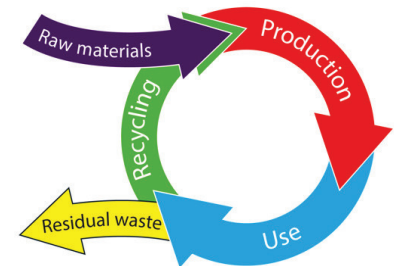 Raw materials
Production
Recycling
Residual waste
Use